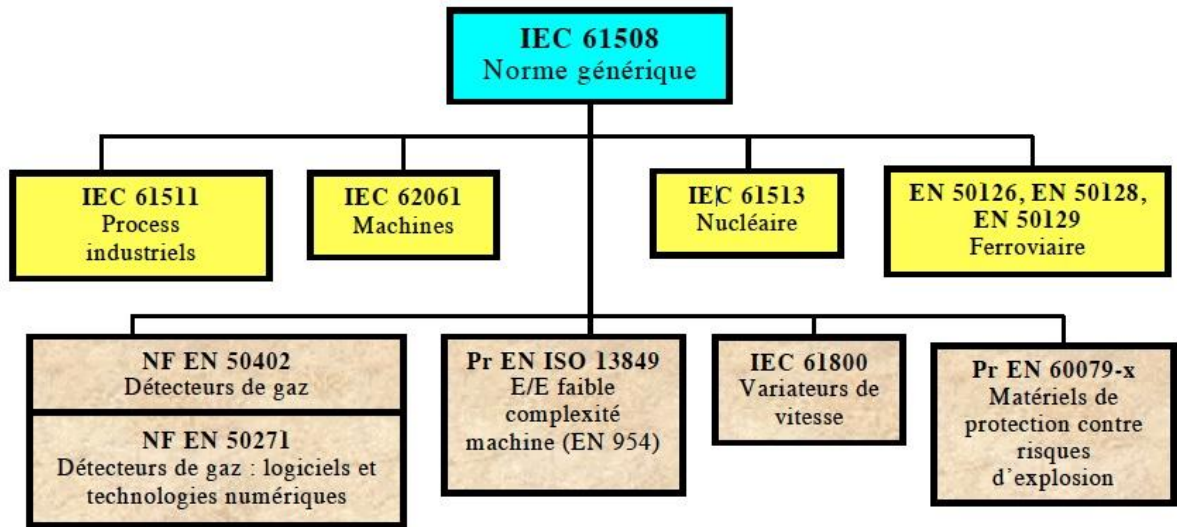 IEC 61508
Norme générique
IEC 61511
Process
industriels
IEC 62061
Machines
IEC 61513
Nucléaire
EN 50126, EN 50128,
EN 50129
Ferroviaire
NF EN 50402
Détecteurs de gaz
NF EN 50271
Détecteurs de gaz : logiciels et
technologies numériques
Pr EN ISO 13849
E/E faible
complexité
machine (EN 954)
IEC 61800
Variateurs de
vitesse
Pr EN 60079-x
Matériels de
protection contre
risques
d'explosion